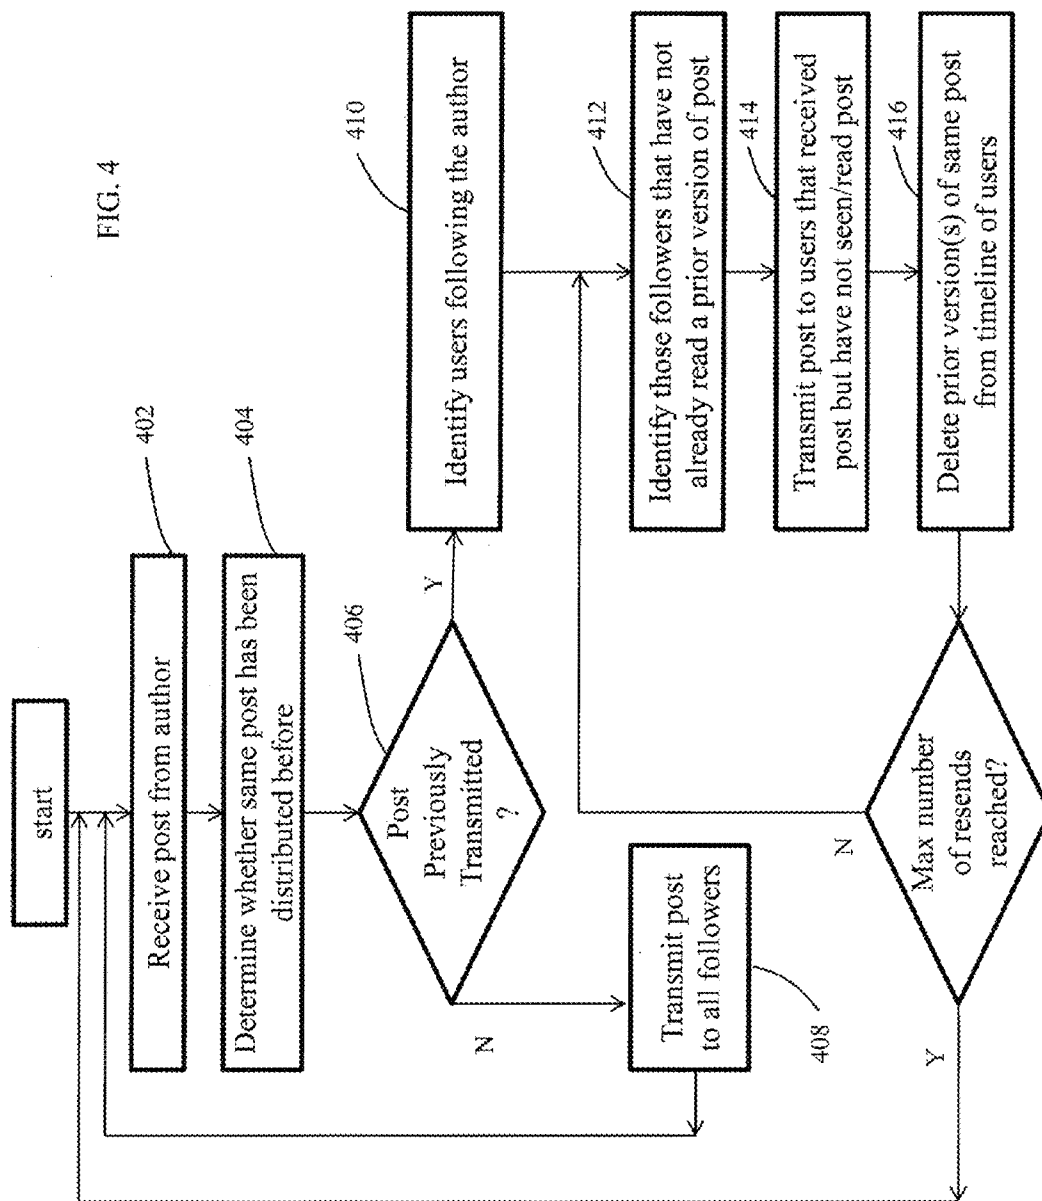 FIG. 4
start
Receive post from author
402
Determine whether same post has been
distributed before
404
Post
Previously
Transmitted
?
406
Y
N
Transmit post
to all followers
408
Identify users following the author
410
Identify those followers that have not
already read a prior version of post
412
Transmit post to users that received
post but have not seen/read post
414
Delete prior version(s) of same post
from timeline of users
416
Max number
of resends
reached?
N
Y